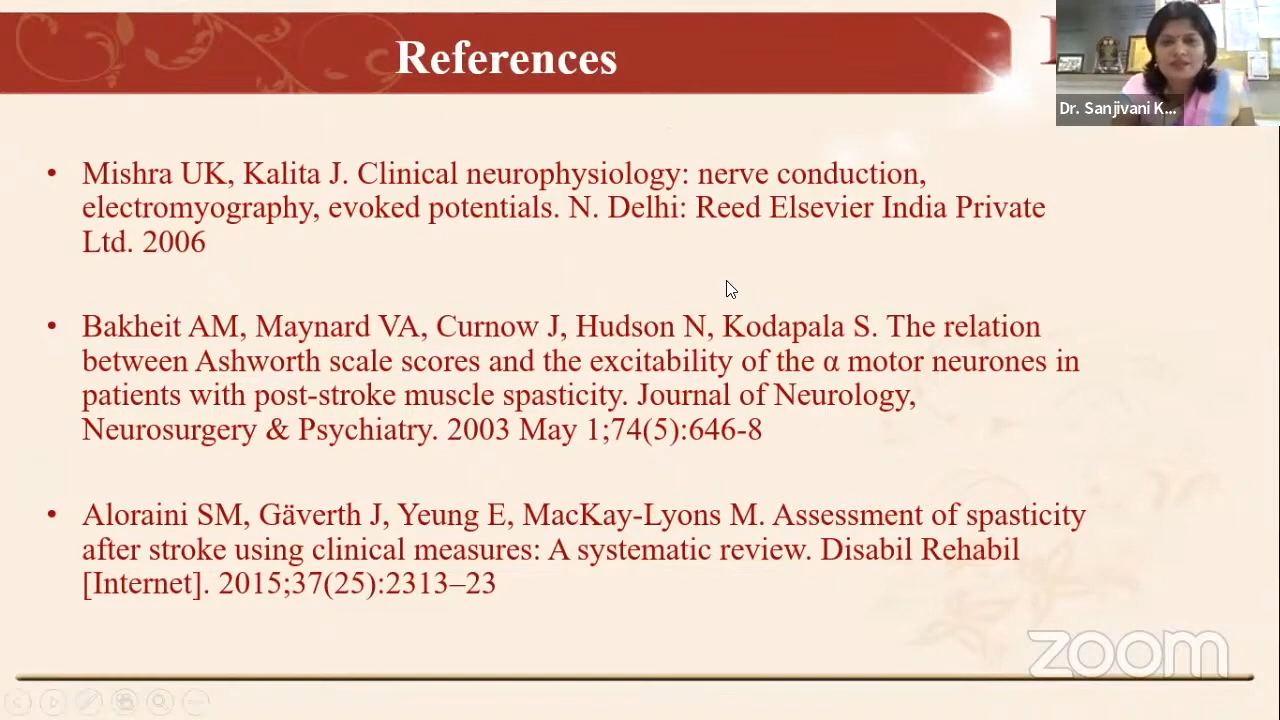 References
Dr. Sanjivani K...
• Mishra UK, Kalita J. Clinical neurophysiology: nerve conduction,
electromyography, evoked potentials. N. Delhi: Reed Elsevier India Private
Ltd. 2006
• Bakheit AM, Maynard VA, Curnow J, Hudson N, Kodapala S. The relation
between Ashworth scale scores and the excitability of the α motor neurones in
patients with post-stroke muscle spasticity. Journal of Neurology,
Neurosurgery & Psychiatry. 2003 May 1;74(5):646-8
• Aloraini SM, Gäverth J, Yeung E, MacKay-Lyons M. Assessment of spasticity
after stroke using clinical measures: A systematic review. Disabil Rehabil
[Internet]. 2015;37(25):2313–23
zoom